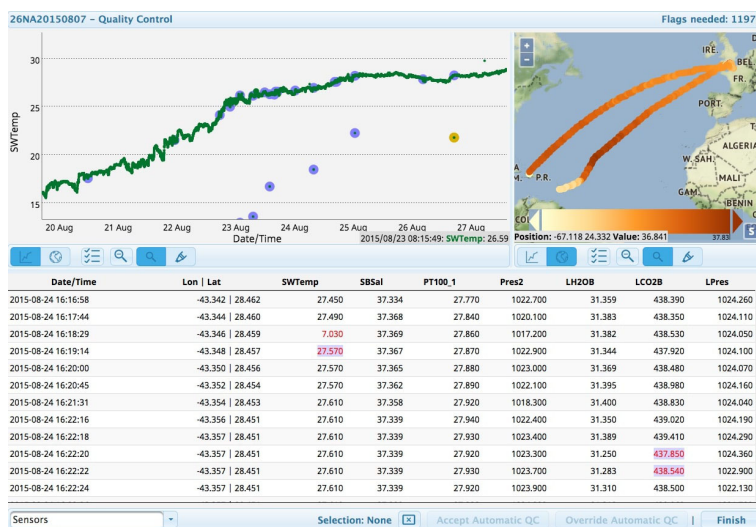 26NA20150807 – Quality Control
Flags needed: 1197
30
25
20
15
SWTemp
20 Aug 21 Aug 22 Aug 23 Aug 24 Aug 25 Aug 26 Aug 27 Aug
Date/Time
2015/08/23 08:15:49: SWTemp: 26.59
+
-
IRE.
BEL
FR.
PORT.
ALGERIA
W. SAH.
MALI
GAM.
BENIN
P.R.
COL
Position: -67.118 24.332 Value: 36.841
37.83
Date/Time Lon | Lat SWTemp SBSal PT100_1 Pres2 LH2OB LCO2B LPres
2015-08-24 16:16:58 -43.342 | 28.462 27.450 37.334 27.770 1022.700 31.359 438.390 1024.260
2015-08-24 16:17:44 -43.344 | 28.460 27.490 37.368 27.840 1020.100 31.383 438.350 1024.110
2015-08-24 16:18:29 -43.346 | 28.459 7.030 37.369 27.860 1017.200 31.382 438.530 1024.050
2015-08-24 16:19:14 -43.348 | 28.457 27.570 37.367 27.870 1022.900 31.344 437.920 1024.100
2015-08-24 16:20:00 -43.350 | 28.456 27.570 37.365 27.880 1023.000 31.369 438.480 1024.070
2015-08-24 16:20:45 -43.352 | 28.454 27.570 37.362 27.890 1022.100 31.395 438.980 1024.160
2015-08-24 16:21:31 -43.354 | 28.453 27.610 37.358 27.920 1018.300 31.400 438.830 1024.040
2015-08-24 16:22:16 -43.356 | 28.451 27.610 37.339 27.940 1022.400 31.350 439.020 1024.190
2015-08-24 16:22:18 -43.357 | 28.451 27.610 37.339 27.930 1023.400 31.389 439.410 1024.290
2015-08-24 16:22:20 -43.357 | 28.451 27.610 37.339 27.920 1023.300 31.250 437.850 1024.360
2015-08-24 16:22:22 -43.357 | 28.451 27.610 37.339 27.930 1023.700 31.283 438.540 1022.900
2015-08-24 16:22:24 -43.357 | 28.451 27.610 37.339 27.920 1023.900 31.310 438.500 1022.130
Sensors
Selection: None
Accept Automatic QC
Override Automatic QC
|
Finish